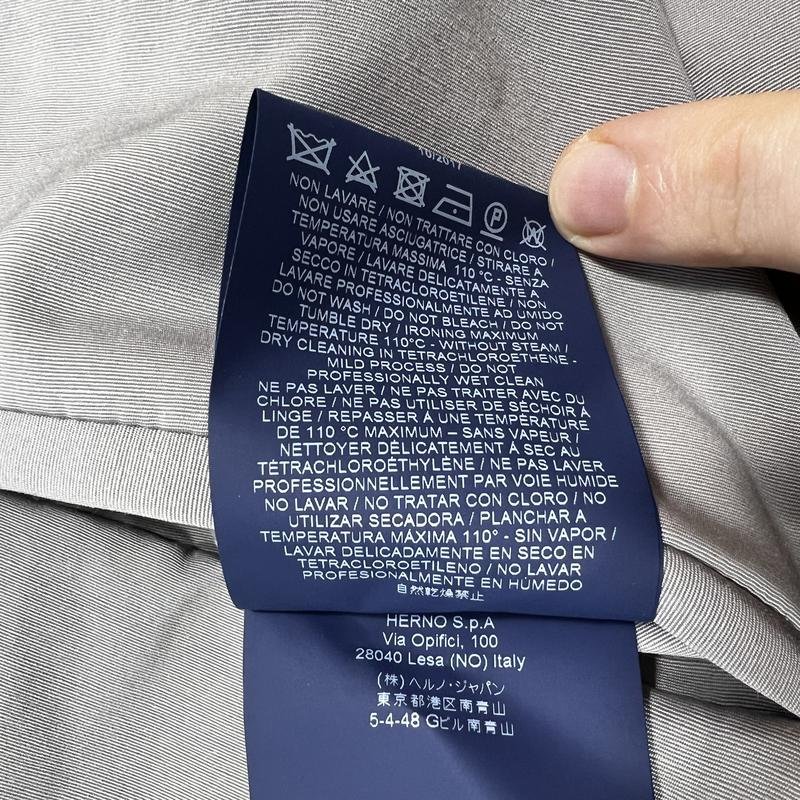 10/2017
P
W
NON LAVARE / NON TRATTARE CON CLORO /
NON USARE ASCIUGATRICE / STIRARE A
TEMPERATURA MASSIMA 110 °C - SENZA
VAPORE / LAVARE DELICATAMENTE A
SECCO IN TETRACLOROETILENE / NON
LAVARE PROFESSIONALMENTE AD UMIDO
DO NOT WASH / DO NOT BLEACH / DO NOT
TUMBLE DRY / IRONING MAXIMUM
TEMPERATURE 110°C - WITHOUT STEAM /
DRY CLEANING IN TETRACHLOROETHENE -
MILD PROCESS / DO NOT
PROFESSIONALLY WET CLEAN
NE PAS LAVER / NE PAS TRAITER AVEC DU
CHLORE / NE PAS UTILISER DE SÉCHOIR À
LINGE / REPASSER À UNE TEMPÉRATURE
DE 110 °C MAXIMUM – SANS VAPEUR /
NETTOYER DÉLICATEMENT Á SEC AU
TÉTRACHLOROÉTHYLÈNE / NE PAS LAVER
PROFESSIONNELLEMENT PAR VOIE HUMIDE
NO LAVAR / NO TRATAR CON CLORO / NO
UTILIZAR SECADORA / PLANCHAR A
TEMPERATURA MÁXIMA 110° - SIN VAPOR /
LAVAR DELICADAMENTE EN SECO EN
TETRACLOROETILENO / NO LAVAR
PROFESIONALMENTE EN HÚMEDO
自然乾燥禁止
HERNO S.p.A
Via Opifici, 100
28040 Lesa (NO) Italy
(株)ヘルノ・ジャパン
東京都港区南青山
5-4-48 Gビル南青山